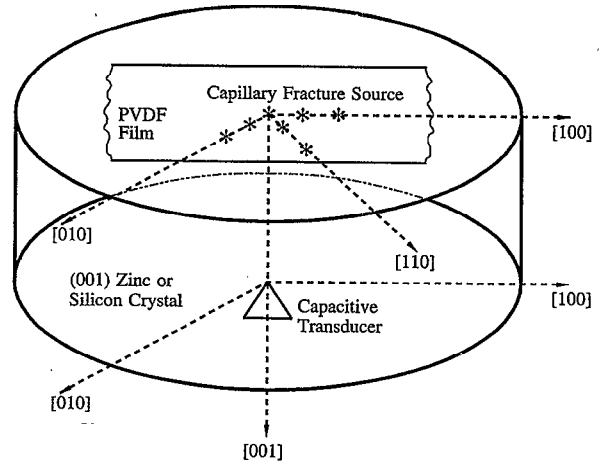 Capillary Fracture Source
PVDF
Film
[100]
[010]
[110]
(001) Zinc or
Silicon Crystal
Capacitive
Transducer
[100]
[010]
[001]